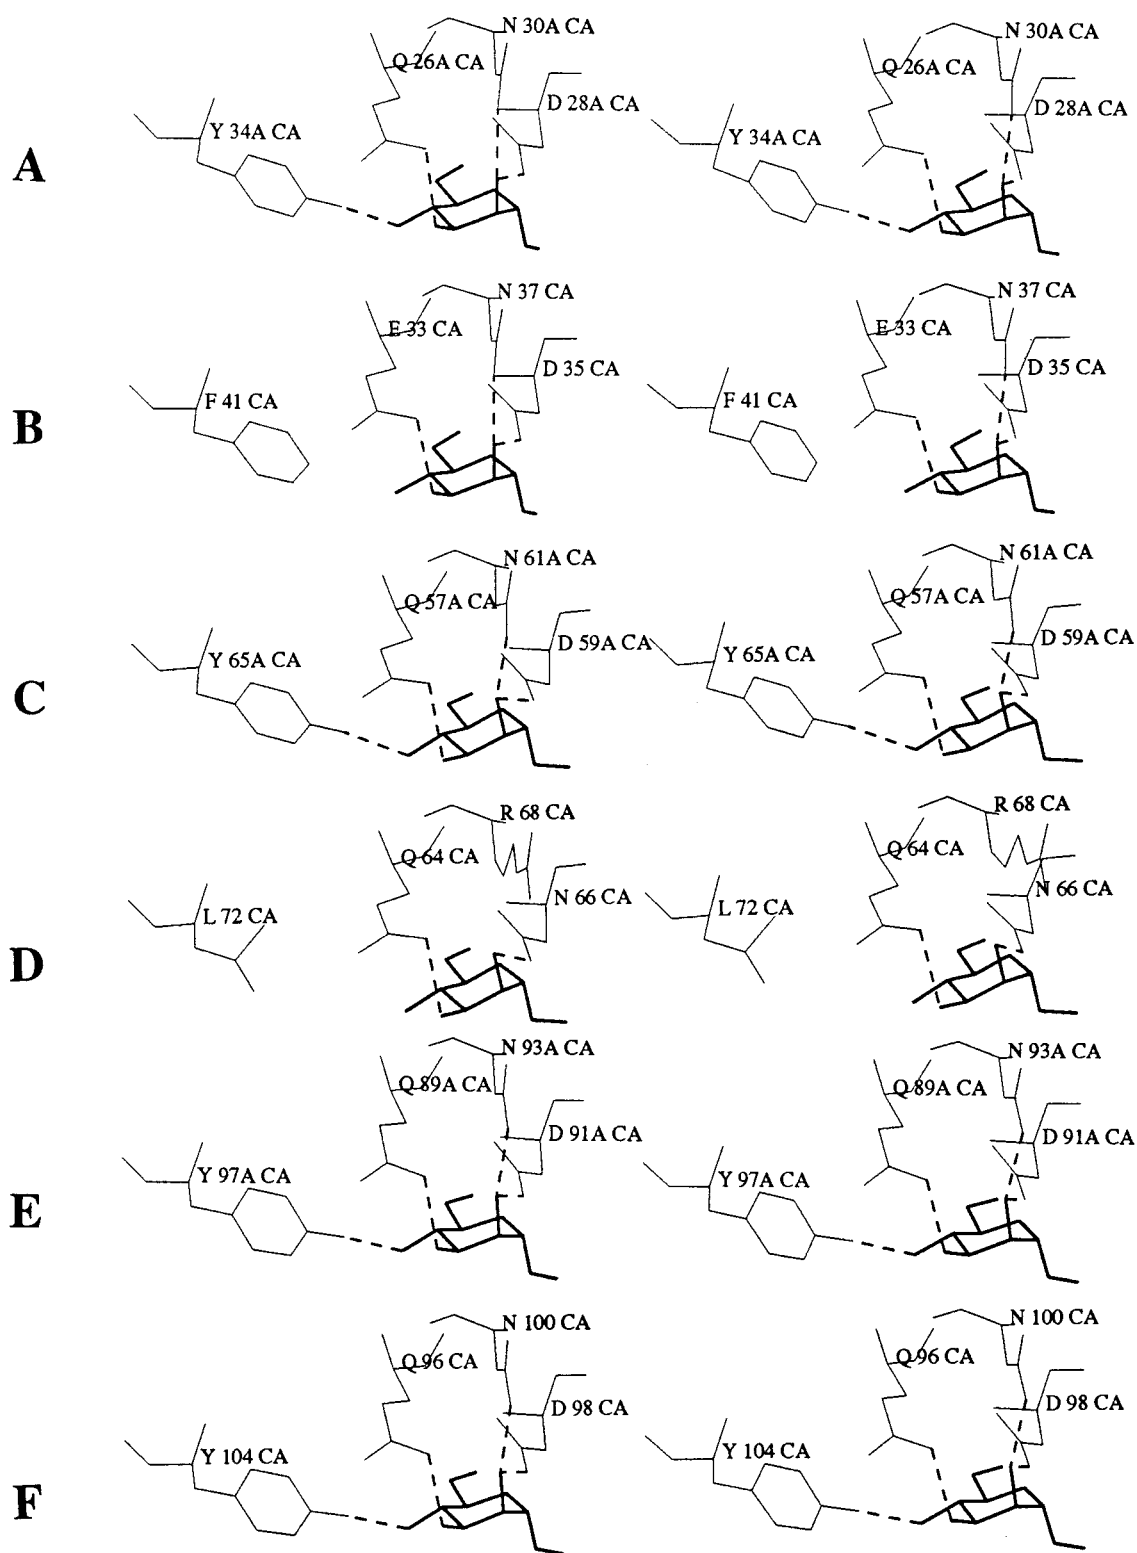 N 30A CA N 30A CA
Q 26A CA Q 26A CA
D 28A CA D 28A CA
Y 34A CA Y 34A CA
A
N 37 CA N 37 CA
E 33 CA E 33 CA
D 35 CA D 35 CA
F 41 CA F 41 CA
B
N 61A CA N 61A CA
Q 57A CA Q 57A CA
D 59A CA D 59A CA
Y 65A CA Y 65A CA
C
R 68 CA R 68 CA
Q 64 CA Q 64 CA
N 66 CA N 66 CA
L 72 CA L 72 CA
D
N 93A CA N 93A CA
Q 89A CA Q 89A CA
D 91A CA D 91A CA
Y 97A CA Y 97A CA
E
N 100 CA N 100 CA
Q 96 CA Q 96 CA
D 98 CA D 98 CA
Y 104 CA Y 104 CA
F